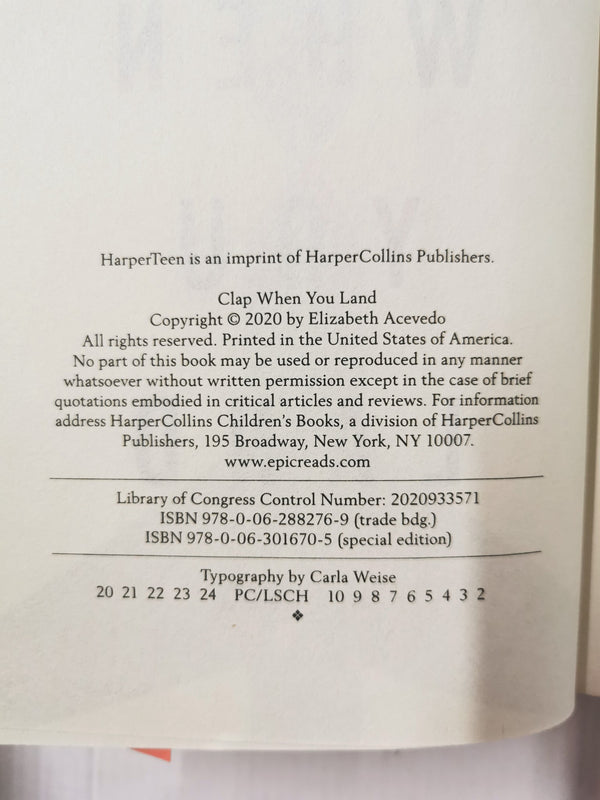 HarperTeen is an imprint of HarperCollins Publishers.
Clap When You Land
Copyright © 2020 by Elizabeth Acevedo
All rights reserved. Printed in the United States of America.
No part of this book may be used or reproduced in any manner
whatsoever without written permission except in the case of brief
quotations embodied in critical articles and reviews. For information
address HarperCollins Children's Books, a division of HarperCollins
Publishers, 195 Broadway, New York, NY 10007.
www.epicreads.com
Library of Congress Control Number: 2020933571
ISBN 978-0-06-288276-9 (trade bdg.)
ISBN 978-0-06-301670-5 (special edition)
Typography by Carla Weise
20 21 22 23 24 PC/LSCH 10 9 8 7 6 5 4 3 2